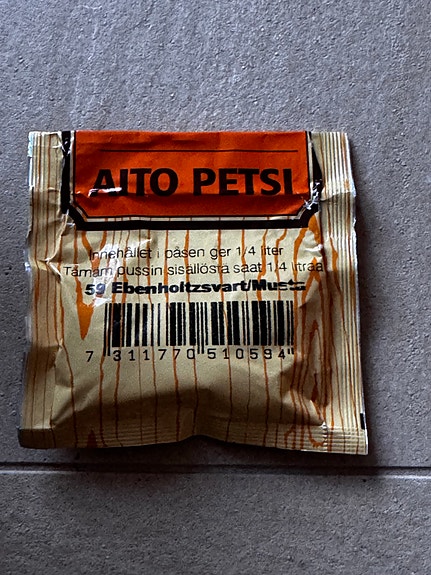 AITO PETSI
Innehållet i påsen ger 1/4 liter
Tämän pussin sisällöstä saat 1/4 litraa
59 Ebenholtzsvart/Musta
7 311770 510594